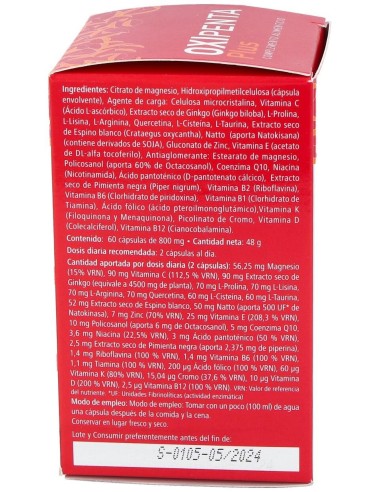 OXIPENTA
PLUS
COMPLEMENTO ALIMENTICIO
Ingredientes: Citrato de magnesio, Hidroxipropilmetilcelulosa (cápsula
envolvente), Agente de carga: Celulosa microcristalina, Vitamina C
(Ácido L-ascórbico), Extracto seco de Ginkgo (Ginkgo biloba), L-Prolina,
L-Lisina, L-Arginina, Quercetina, L-Cisteina, L-Taurina, Extracto seco
de Espino blanco (Crataegus oxycantha), Natto (aporta Natokisana)
(contiene derivados de SOJA), Gluconato de Zinc, Vitamina E (acetato
de DL-alfa tocoferilo), Antiaglomerante: Estearato de magnesio,
Policosanol (aporta 60% de Octacosanol), Coenzima Q10, Niacina
(Nicotinamida), Ácido pantoténico (D-pantotenato cálcico), Extracto
seco de Pimienta negra (Piper nigrum), Vitamina B2 (Riboflavina),
Vitamina B6 (Clorhidrato de piridoxina), Vitamina B1 (Clorhidrato de
Tiamina), Ácido fólico (ácido pteroilmonoglutámico),Vitamina K
(Filoquinona y Menaquinona), Picolinato de Cromo, Vitamina D
(Colecalciferol), Vitamina B12 (Cianocobalamina).
Contenido: 60 cápsulas de 800 mg • Cantidad neta: 48 g
Dosis diaria recomendada: 2 cápsulas al día.
Cantidad aportada por dosis diaria (2 cápsulas): 56,25 mg Magnesio
(15% VRN), 90 mg Vitamina C (112,5 % VRN), 90 mg Extracto seco de
Ginkgo (equivale a 4500 mg de planta), 70 mg L-Prolina, 70 mg L-Lisina,
70 mg L-Arginina, 70 mg Quercetina, 60 mg L-Cisteina, 60 mg L-Taurina,
52 mg Extracto seco de Espino blanco, 50 mg Natto (aporta 500 UF* de
Natokinasa), 7 mg Zinc (70% VRN), 25 mg Vitamina E (208,3 % VRN),
10 mg Policosanol (aporta 6 mg de Octacosanol), 5 mg Coenzima Q10,
3,6 mg Niacina (22,5% VRN), 3 mg Ácido pantoténico (50 % VRN),
2,5 mg Extracto seco de Pimienta negra (aporta 2,375 mg de piperina),
1,4 mg Riboflavina (100 % VRN), 1,4 mg Vitamina B6 (100 % VRN),
1,1 mg Tiamina (100 % VRN), 200 µg Ácido fólico (100 % VRN), 60 µg
Vitamina K (80% VRN), 15,04 µg Cromo (37,6 % VRN), 10 µg Vitamina
D (200 % VRN), 2,5 µg Vitamina B12 (100 % VRN). VRN: Valor de referencia
del nutriente. *UF: Unidades Fibrinolíticas (actividad enzimática)
Modo de empleo: Modo de empleo: Tomar con un poco (100 ml) de agua
una cápsula después de la comida y la cena.
Conservar en lugar fresco y seco.
Lote y Consumir preferentemente antes del fin de:
S-0105-05/2024